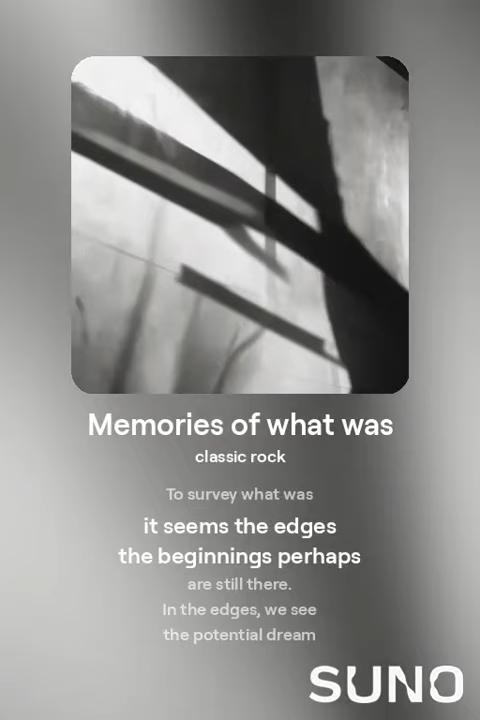 Memories of what was
classic rock
To survey what was
it seems the edges
the beginnings perhaps
are still there.
In the edges, we see
the potential dream
SUNO